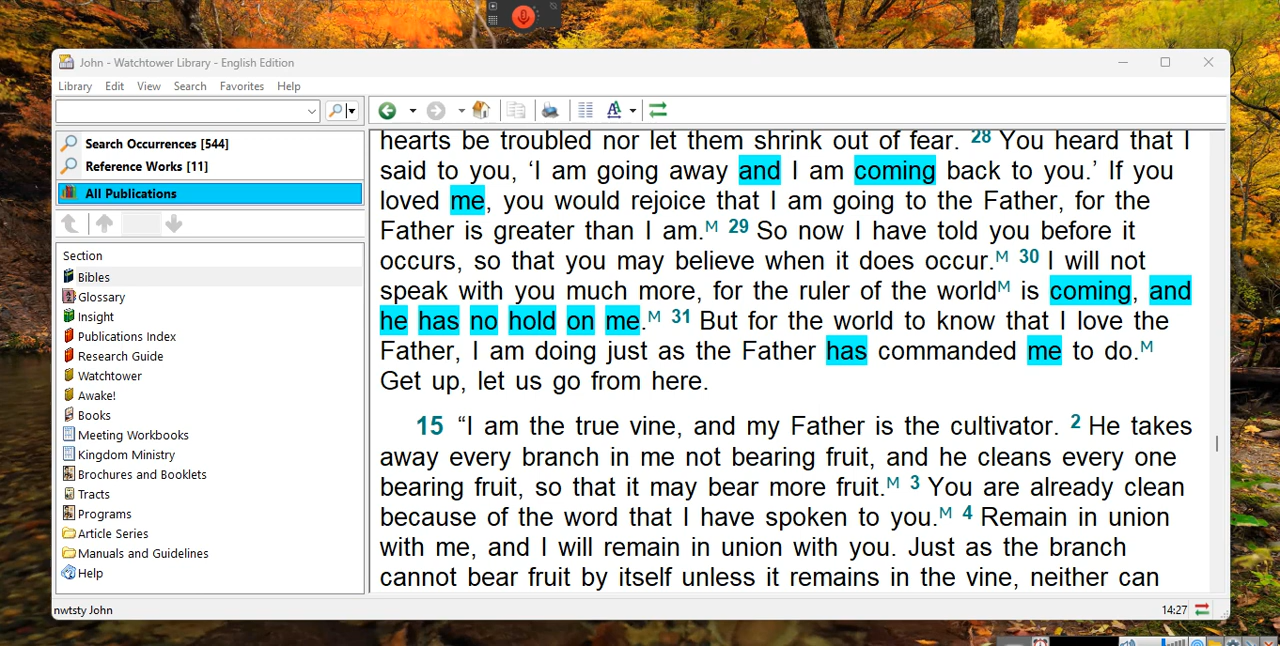 John - Watchtower Library - English Edition
Library Edit View Search Favorites Help
Search Occurrences [544]
Reference Works [11]
All Publications
Section
Bibles
Glossary
Insight
Publications Index
Research Guide
Watchtower
Awake!
Books
Meeting Workbooks
Kingdom Ministry
Brochures and Booklets
Tracts
Programs
Article Series
Manuals and Guidelines
Help
hearts be troubled nor let them shrink out of fear. 28 You heard that I
said to you, ‘I am going away and I am coming back to you.’ If you
loved me, you would rejoice that I am going to the Father, for the
Father is greater than I am.M 29 So now I have told you before it
occurs, so that you may believe when it does occur.M 30 I will not
speak with you much more, for the ruler of the worldM is coming, and
he has no hold on me.M 31 But for the world to know that I love the
Father, I am doing just as the Father has commanded me to do.M
Get up, let us go from here.
15 “I am the true vine, and my Father is the cultivator. 2 He takes
away every branch in me not bearing fruit, and he cleans every one
bearing fruit, so that it may bear more fruit.M 3 You are already clean
because of the word that I have spoken to you.M 4 Remain in union
with me, and I will remain in union with you. Just as the branch
cannot bear fruit by itself unless it remains in the vine, neither can
nwtsty John
14:27